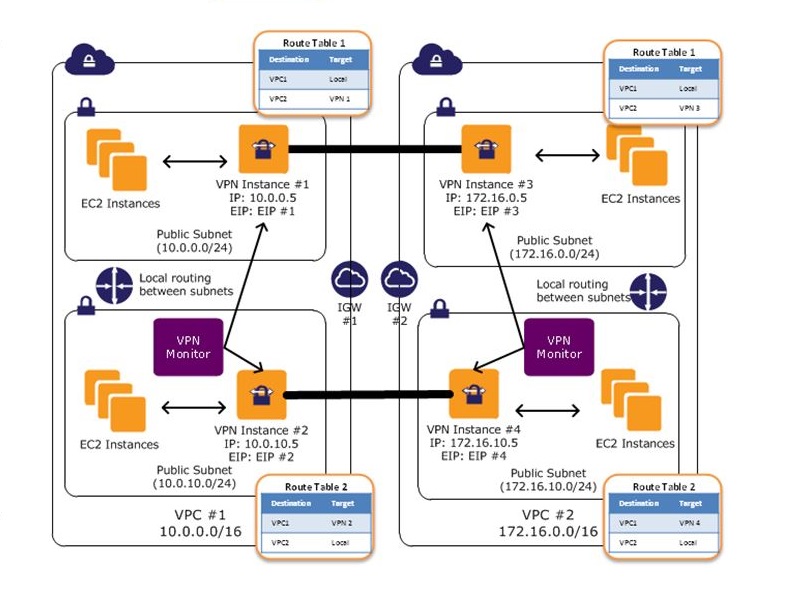 Route Table 1
Destination Target
VPC1 Local
VPC2 VPN 1
Route Table 1
Destination Target
VPC1 Local
VPC2 VPN 3
EC2 Instances
VPN Instance #1
IP: 10.0.0.5
EIP: EIP #1
Public Subnet
(10.0.0.0/24)
VPN Instance #3
IP: 172.16.0.5
EIP: EIP #3
EC2 Instances
Public Subnet
(172.16.0.0/24)
Local routing
between subnets
IGW
#1
IGW
#2
Local routing
between subnets
VPN
Monitor
VPN
Monitor
EC2 Instances
VPN Instance #2
IP: 10.0.10.5
EIP: EIP #2
Public Subnet
(10.0.10.0/24)
VPN Instance #4
IP: 172.16.10.5
EIP: EIP #4
EC2 Instances
Public Subnet
(172.16.10.0/24)
VPC #1
10.0.0.0/16
Route Table 2
Destination Target
VPC1 VPN 2
VPC2 Local
VPC #2
172.16.0.0/16
Route Table 2
Destination Target
VPC1 VPN 4
VPC2 Local